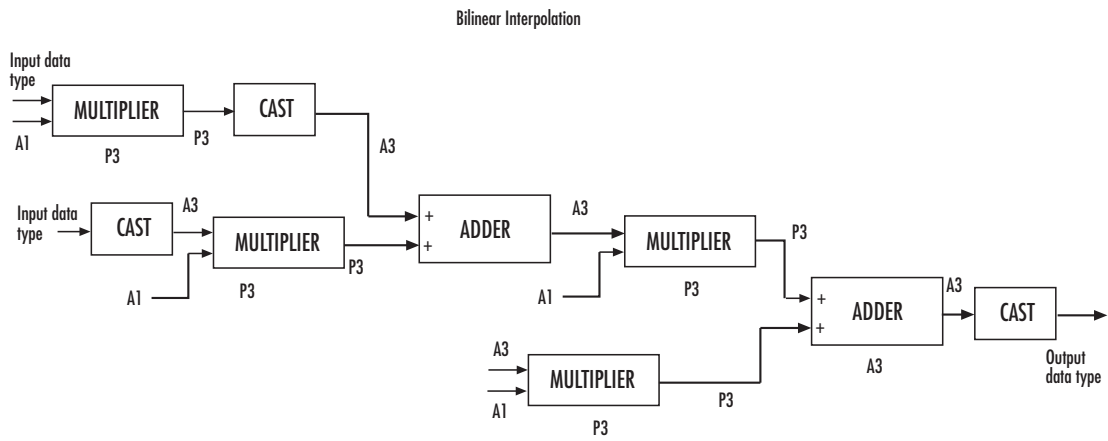 Bilinear Interpolation
Input data
type
MULTIPLIER
CAST
A1
P3
P3
A3
Input data
type
CAST
A3
MULTIPLIER
A1
P3
P3
+
+
ADDER
A3
MULTIPLIER
A1
P3
P3
+
+
ADDER
A3
A3
CAST
Output
data type
A3
A1
MULTIPLIER
P3
P3